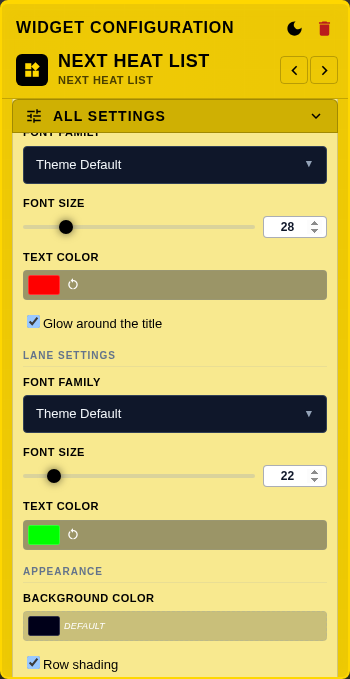 WIDGET CONFIGURATION
NEXT HEAT LIST
NEXT HEAT LIST
ALL SETTINGS
FONT FAMILY
Theme Default
FONT SIZE
28
TEXT COLOR
Glow around the title
LANE SETTINGS
FONT FAMILY
Theme Default
FONT SIZE
22
TEXT COLOR
APPEARANCE
BACKGROUND COLOR
DEFAULT
Row shading